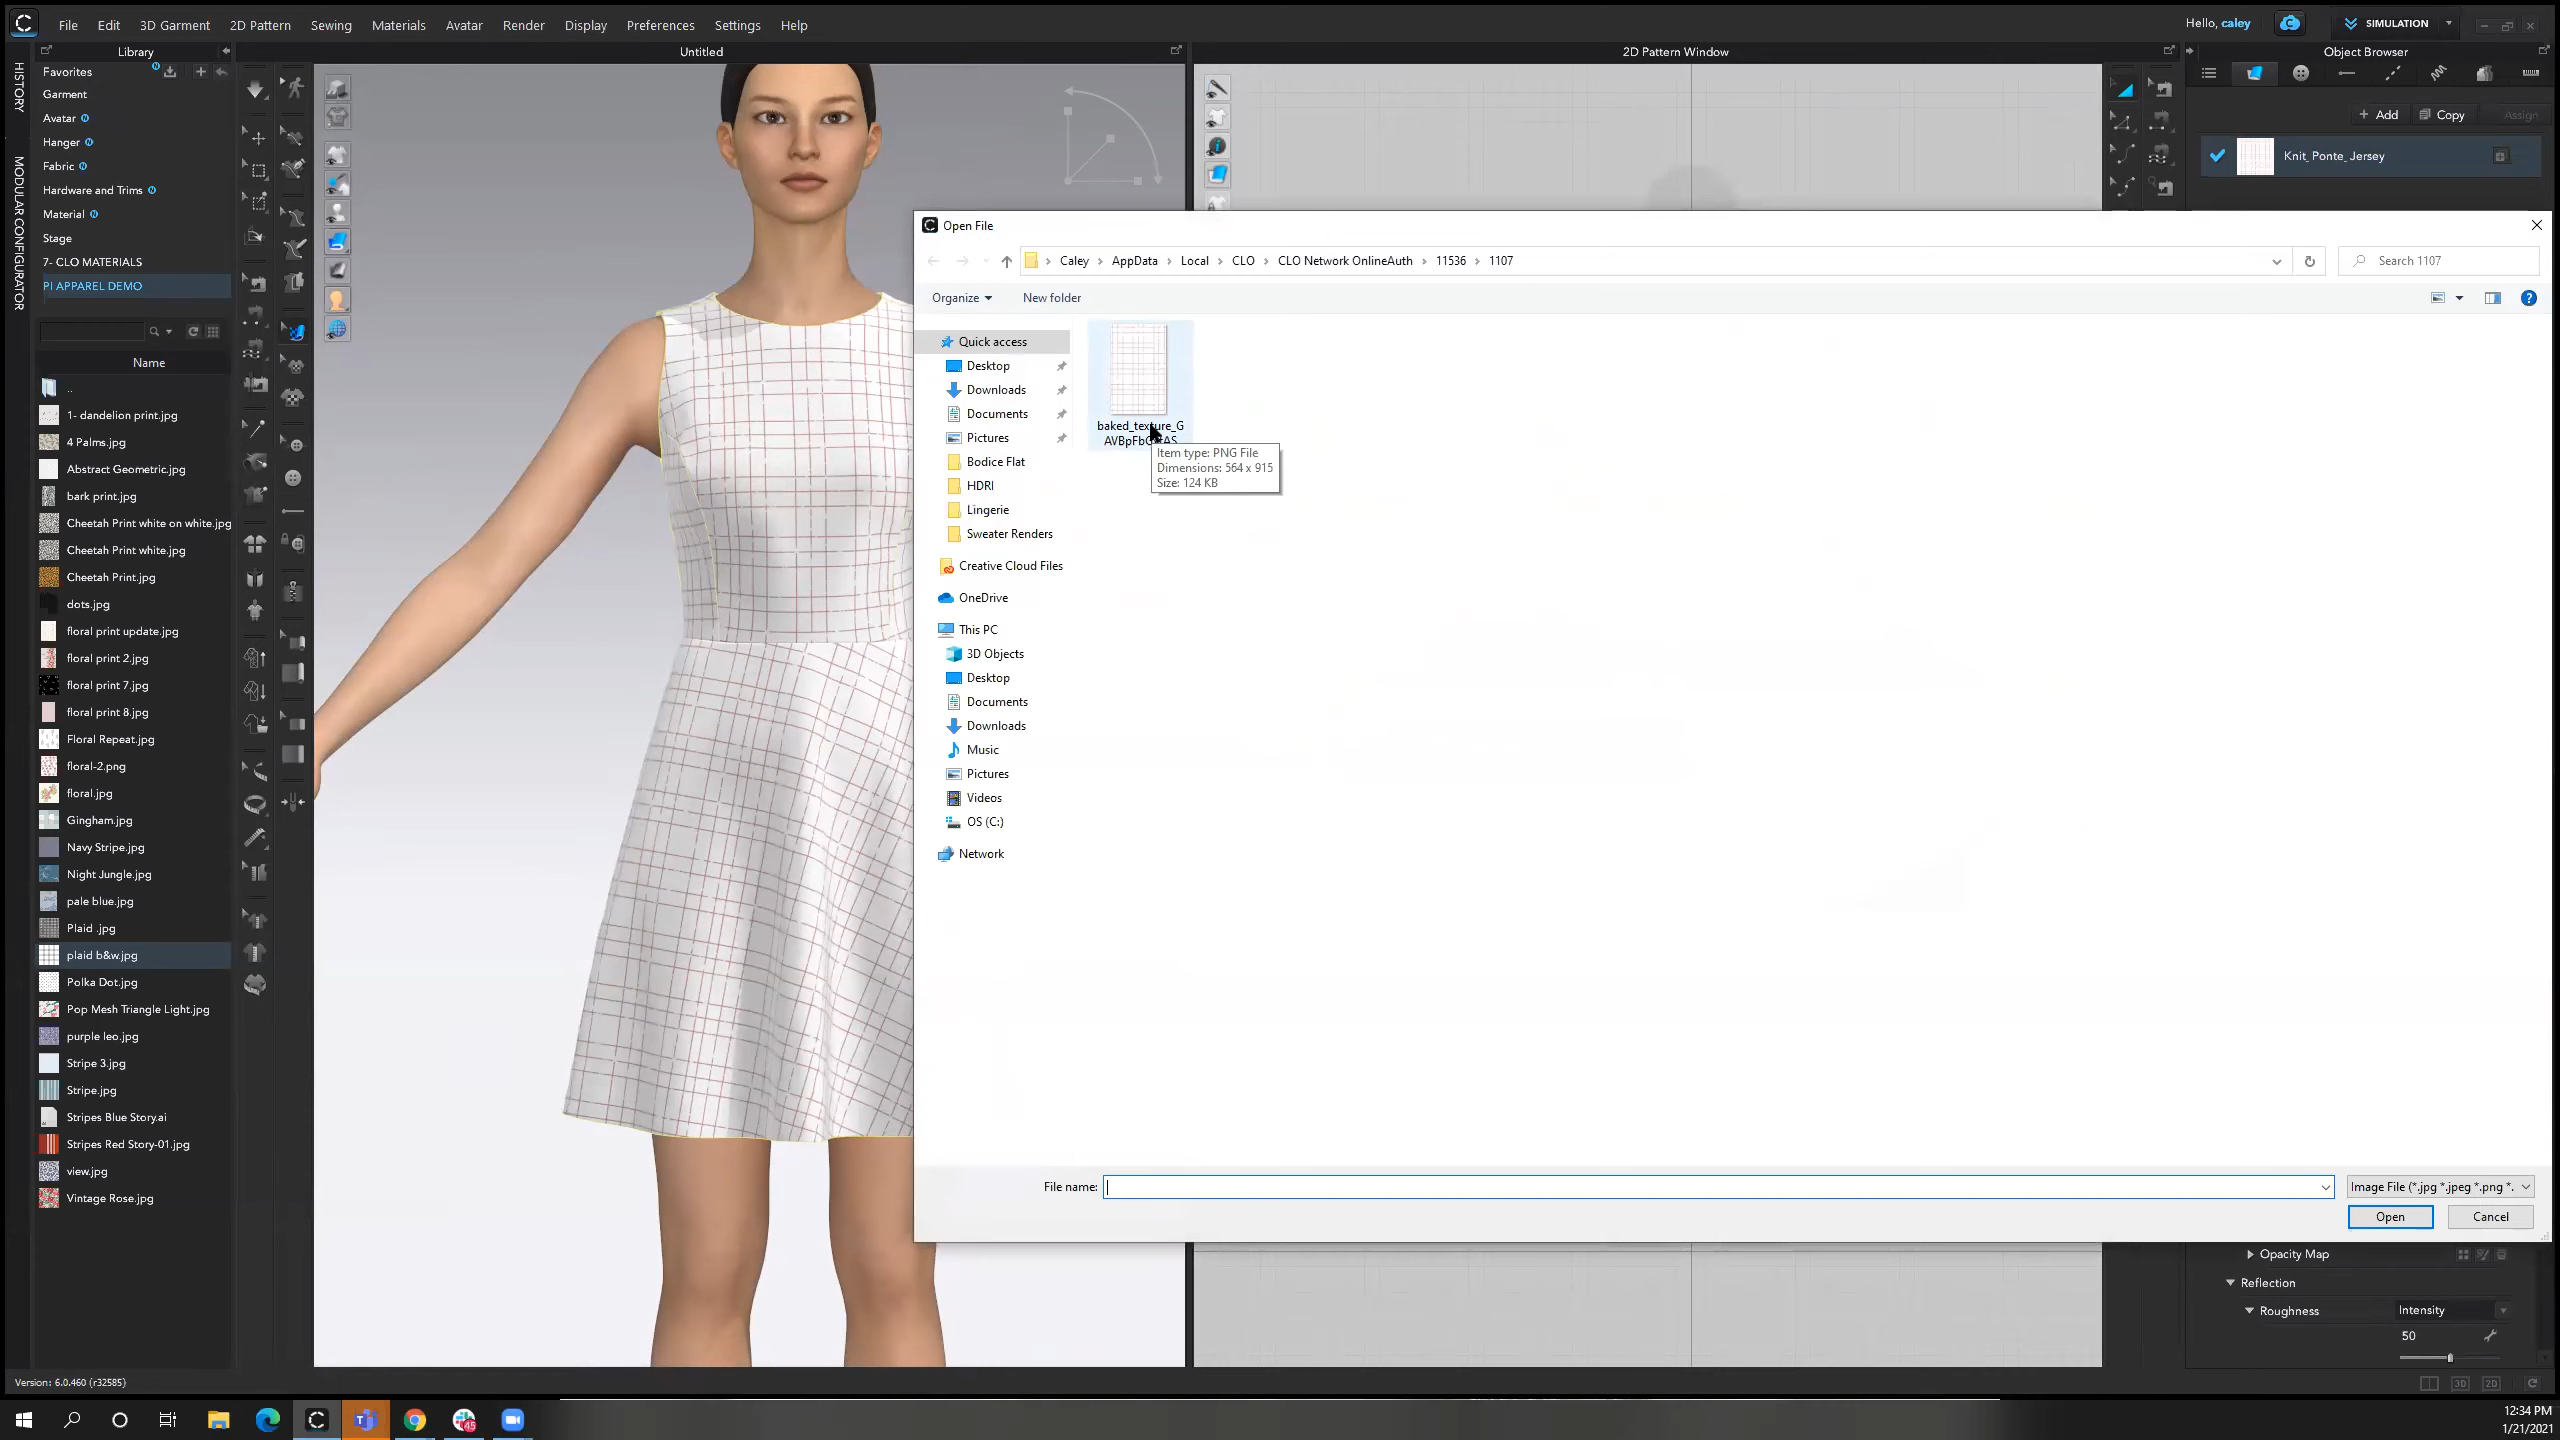 File Edit 3D Garment 2D Pattern Sewing Materials Avatar Render Display Preferences Settings Help
Hello, caley
SIMULATION
Library
Untitled
2D Pattern Window
Object Browser
HISTORY
MODULAR CONFIGURATOR
Favorites
Garment
Avatar
Hanger
Fabric
Hardware and Trims
Material
Stage
7- CLO MATERIALS
PI APPAREL DEMO
Name
..
1- dandelion print.jpg
4 Palms.jpg
Abstract Geometric.jpg
bark print.jpg
Cheetah Print white on white.jpg
Cheetah Print white.jpg
Cheetah Print.jpg
dots.jpg
floral print update.jpg
floral print 2.jpg
floral print 7.jpg
floral print 8.jpg
Floral Repeat.jpg
floral-2.png
floral.jpg
Gingham.jpg
Navy Stripe.jpg
Night Jungle.jpg
pale blue.jpg
Plaid .jpg
plaid b&w.jpg
Polka Dot.jpg
Pop Mesh Triangle Light.jpg
purple leo.jpg
Stripe 3.jpg
Stripe.jpg
Stripes Blue Story.ai
Stripes Red Story-01.jpg
view.jpg
Vintage Rose.jpg
Version: 6.0.460 (r32585)
+ Add Copy Assign
Knit_Ponte_Jersey
Open File
Caley > AppData > Local > CLO > CLO Network OnlineAuth > 11536 > 1107
Search 1107
Organize New folder
Quick access
Desktop
Downloads
Documents
Pictures
Bodice Flat
HDRI
Lingerie
Sweater Renders
Creative Cloud Files
OneDrive
This PC
3D Objects
Desktop
Documents
Downloads
Music
Pictures
Videos
OS (C:)
Network
baked_texture_G
Item type: PNG File
Dimensions: 564 x 915
Size: 124 KB
File name:
Image File (*.jpg *.jpeg *.png *.
Open Cancel
Opacity Map
Reflection
Roughness Intensity
50
3D 2D
45
12:34 PM
1/21/2021